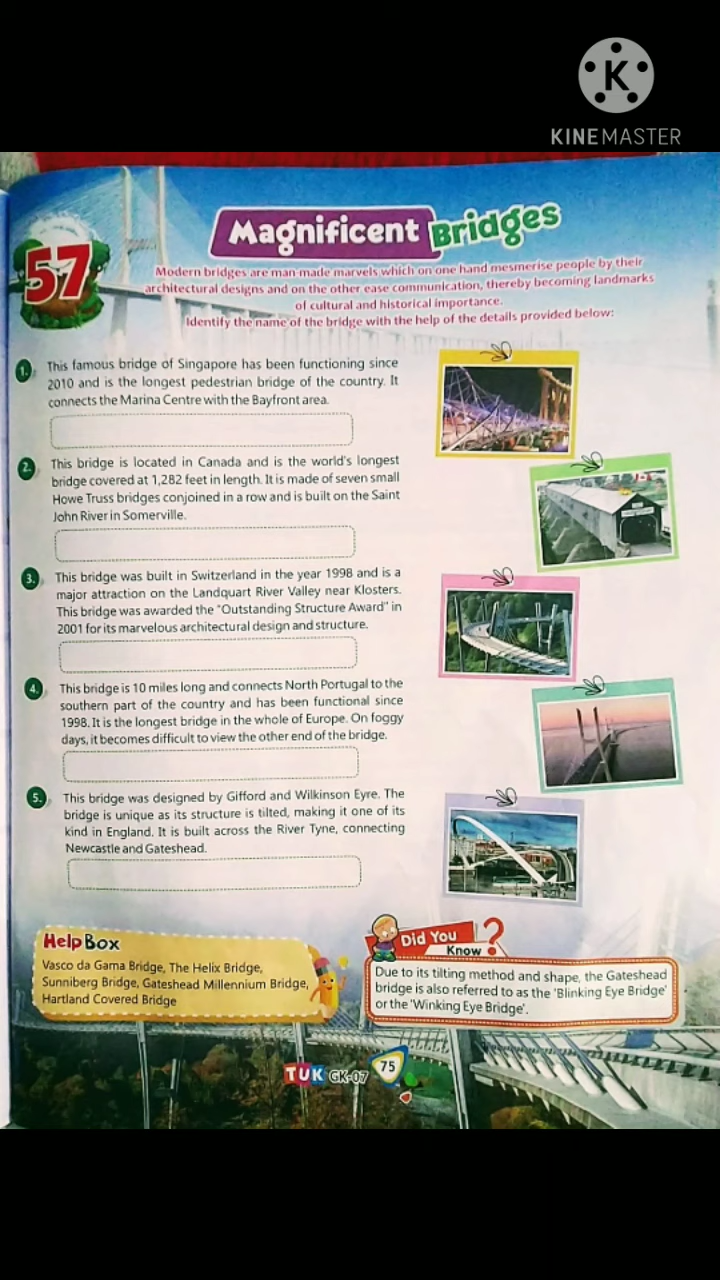 K
KINEMASTER
Magnificent Bridges
57
Modern bridges are man-made marvels which on one hand mesmerise people by their
architectural designs and on the other ease communication, thereby becoming landmarks
of cultural and historical importance.
Identify the name of the bridge with the help of the details provided below:
1. This famous bridge of Singapore has been functioning since
2010 and is the longest pedestrian bridge of the country. It
connects the Marina Centre with the Bayfront area.
2. This bridge is located in Canada and is the world's longest
bridge covered at 1,282 feet in length. It is made of seven small
Howe Truss bridges conjoined in a row and is built on the Saint
John River in Somerville.
3. This bridge was built in Switzerland in the year 1998 and is a
major attraction on the Landquart River Valley near Klosters.
This bridge was awarded the "Outstanding Structure Award" in
2001 for its marvelous architectural design and structure.
4. This bridge is 10 miles long and connects North Portugal to the
southern part of the country and has been functional since
1998. It is the longest bridge in the whole of Europe. On foggy
days, it becomes difficult to view the other end of the bridge.
5. This bridge was designed by Gifford and Wilkinson Eyre. The
bridge is unique as its structure is tilted, making it one of its
kind in England. It is built across the River Tyne, connecting
Newcastle and Gateshead.
Help Box
Vasco da Gama Bridge, The Helix Bridge,
Sunniberg Bridge, Gateshead Millennium Bridge,
Hartland Covered Bridge
Did You
Know ?
Due to its tilting method and shape, the Gateshead
bridge is also referred to as the 'Blinking Eye Bridge'
or the 'Winking Eye Bridge'.
TUK GK-07 75